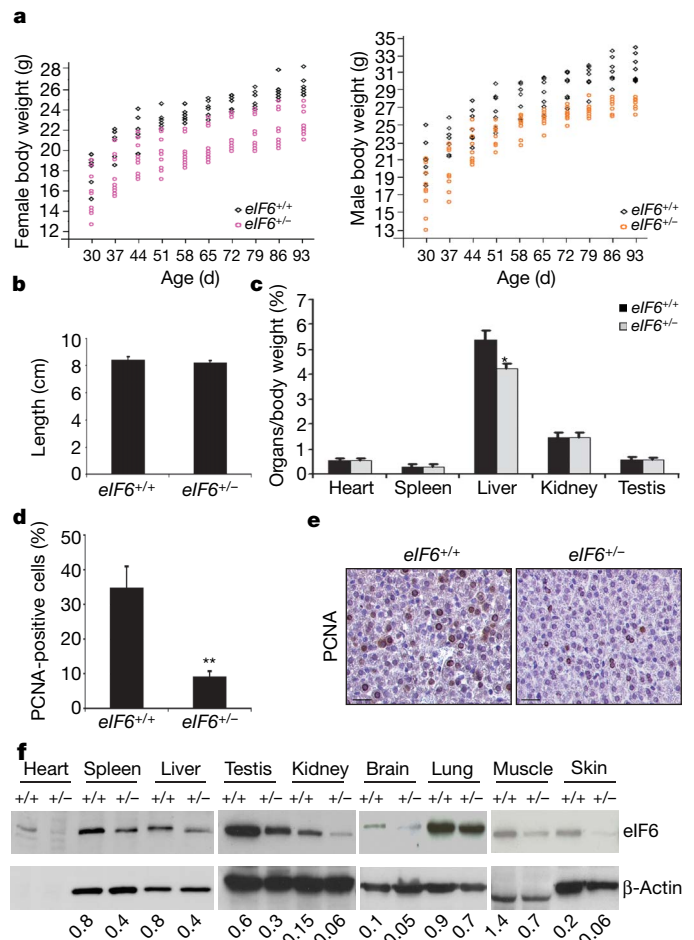 a
Female body weight (g)
28
26
24
22
20
18
16
14
12
30 37 44 51 58 65 72 79 86 93
Age (d)
eIF6+/+
eIF6+/−
Male body weight (g)
35
33
31
29
27
25
23
21
19
17
15
13
30 37 44 51 58 65 72 79 86 93
Age (d)
eIF6+/+
eIF6+/−
b
Length (cm)
10
8
6
4
2
0
eIF6+/+ eIF6+/−
c
Organs/body weight (%)
7
6
5
4
3
2
1
0
*
eIF6+/+
eIF6+/−
Heart Spleen Liver Kidney Testis
d
PCNA-positive cells (%)
50
40
30
20
10
0
**
eIF6+/+ eIF6+/−
e
eIF6+/+ eIF6+/−
PCNA
f
Heart Spleen Liver Testis Kidney Brain Lung Muscle Skin
+/+ +/− +/+ +/− +/+ +/− +/+ +/− +/+ +/− +/+ +/− +/+ +/− +/+ +/− +/+ +/−
eIF6
β-Actin
0.8 0.4 0.8 0.4 0.6 0.3 0.15 0.06 0.1 0.05 0.9 0.7 1.4 0.7 0.2 0.06